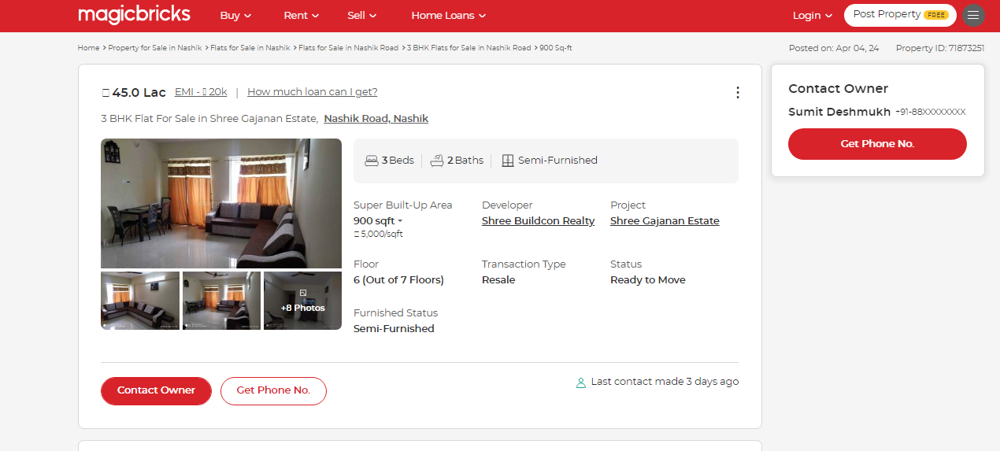 magicbricks
Buy
Rent
Sell
Home Loans
Login
Post Property FREE
Home > Property for Sale in Nashik > Flats for Sale in Nashik > Flats for Sale in Nashik Road > 3 BHK Flats for Sale in Nashik Road > 900 Sq-ft
Posted on: Apr 04, 24 Property ID: 71873251
45.0 Lac EMI - 20k | How much loan can I get?
3 BHK Flat For Sale in Shree Gajanan Estate, Nashik Road, Nashik
3 Beds
2 Baths
Semi-Furnished
Super Built-Up Area
900 sqft
5,000/sqft
Developer
Shree Buildcon Realty
Project
Shree Gajanan Estate
Floor
6 (Out of 7 Floors)
Transaction Type
Resale
Status
Ready to Move
Furnished Status
Semi-Furnished
+8 Photos
Contact Owner
Get Phone No.
Last contact made 3 days ago
Contact Owner
Sumit Deshmukh +91-88XXXXXXXX
Get Phone No.